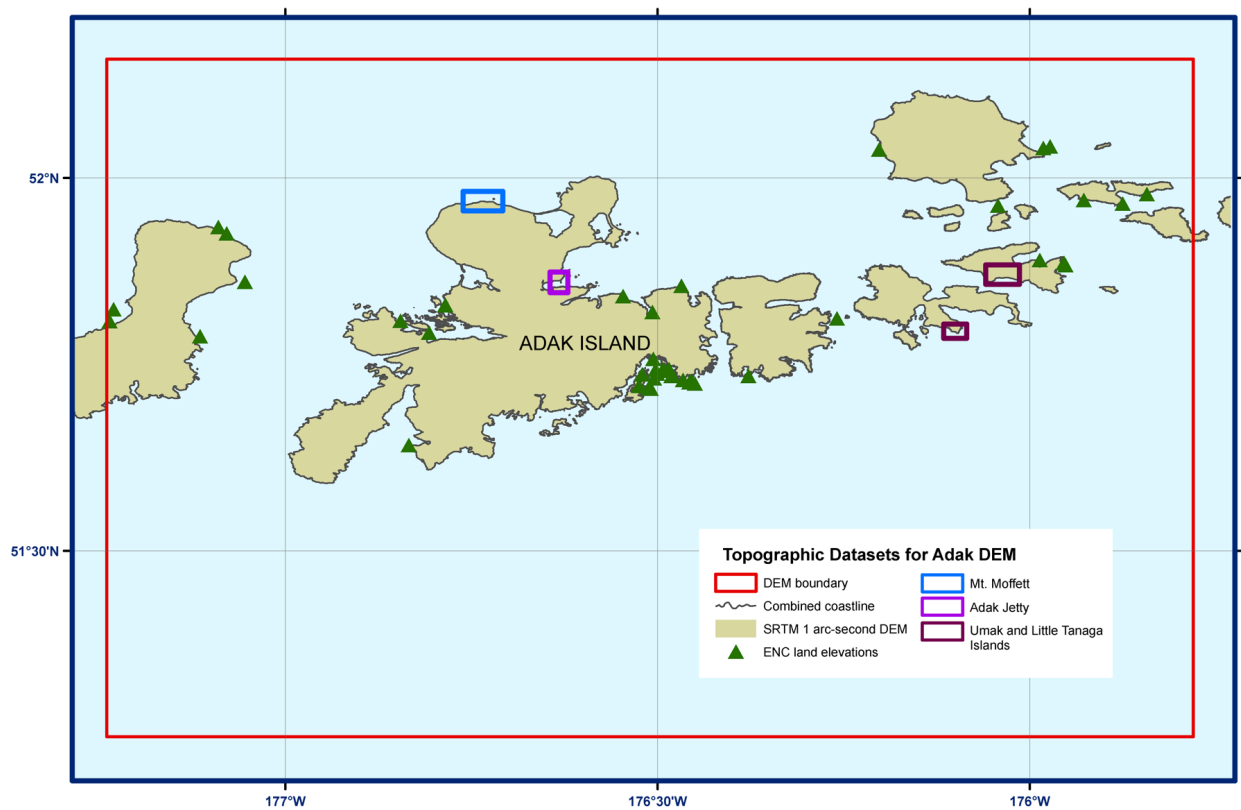 52°N
ADAK ISLAND
51°30'N
Topographic Datasets for Adak DEM
DEM boundary
Combined coastline
SRTM 1 arc-second DEM
ENC land elevations
Mt. Moffett
Adak Jetty
Umak and Little Tanaga
Islands
177°W
176°30'W
176°W